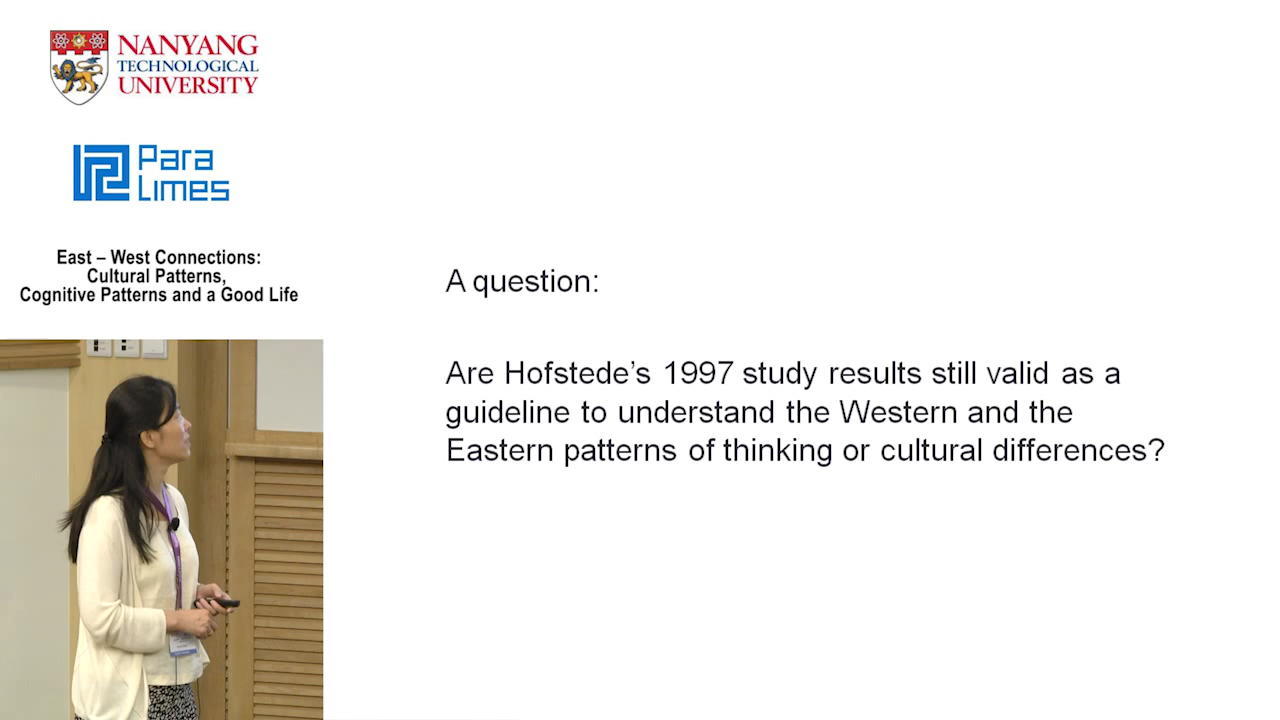 NANYANG
TECHNOLOGICAL
UNIVERSITY
Para
Limes
East – West Connections:
Cultural Patterns,
Cognitive Patterns and a Good Life
A question:
Are Hofstede’s 1997 study results still valid as a
guideline to understand the Western and the
Eastern patterns of thinking or cultural differences?